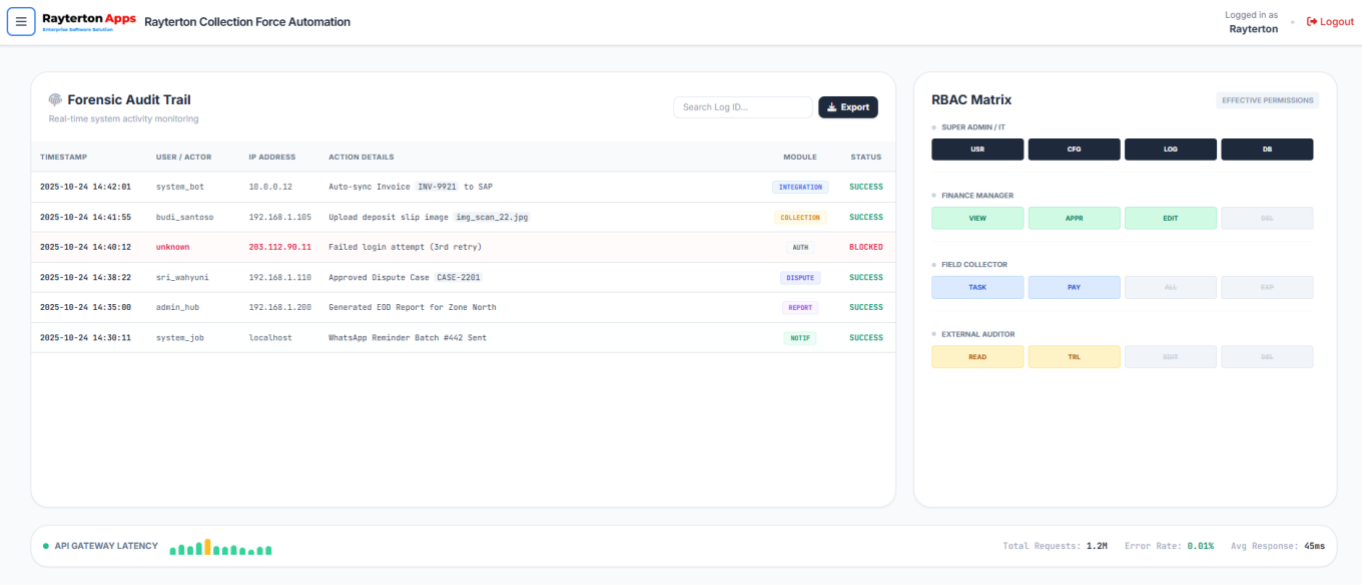 Rayterton Apps
Enterprise Software Solution
Rayterton Collection Force Automation
Logged in as
Rayterton
Logout
Forensic Audit Trail
Real-time system activity monitoring
Search Log ID...
Export
TIMESTAMP USER / ACTOR IP ADDRESS ACTION DETAILS MODULE STATUS
2025-10-24 14:42:01 system_bot 10.0.0.12 Auto-sync Invoice INV-9921 to SAP INTEGRATION SUCCESS
2025-10-24 14:41:55 budi_santoso 192.168.1.105 Upload deposit slip image img_scan_22.jpg COLLECTION SUCCESS
2025-10-24 14:40:12 unknown 203.112.90.11 Failed login attempt (3rd retry) AUTH BLOCKED
2025-10-24 14:38:22 sri_wahyuni 192.168.1.110 Approved Dispute Case CASE-2201 DISPUTE SUCCESS
2025-10-24 14:35:00 admin_hub 192.168.1.200 Generated EOD Report for Zone North REPORT SUCCESS
2025-10-24 14:30:11 system_job localhost WhatsApp Reminder Batch #442 Sent NOTIF SUCCESS
RBAC Matrix
EFFECTIVE PERMISSIONS
SUPER ADMIN / IT
USR CFG LOG DB
FINANCE MANAGER
VIEW APPR EDIT DEL
FIELD COLLECTOR
TASK PAY ALL EXP
EXTERNAL AUDITOR
READ TRL EDIT DEL
API GATEWAY LATENCY
Total Requests: 1.2M Error Rate: 0.01% Avg Response: 45ms